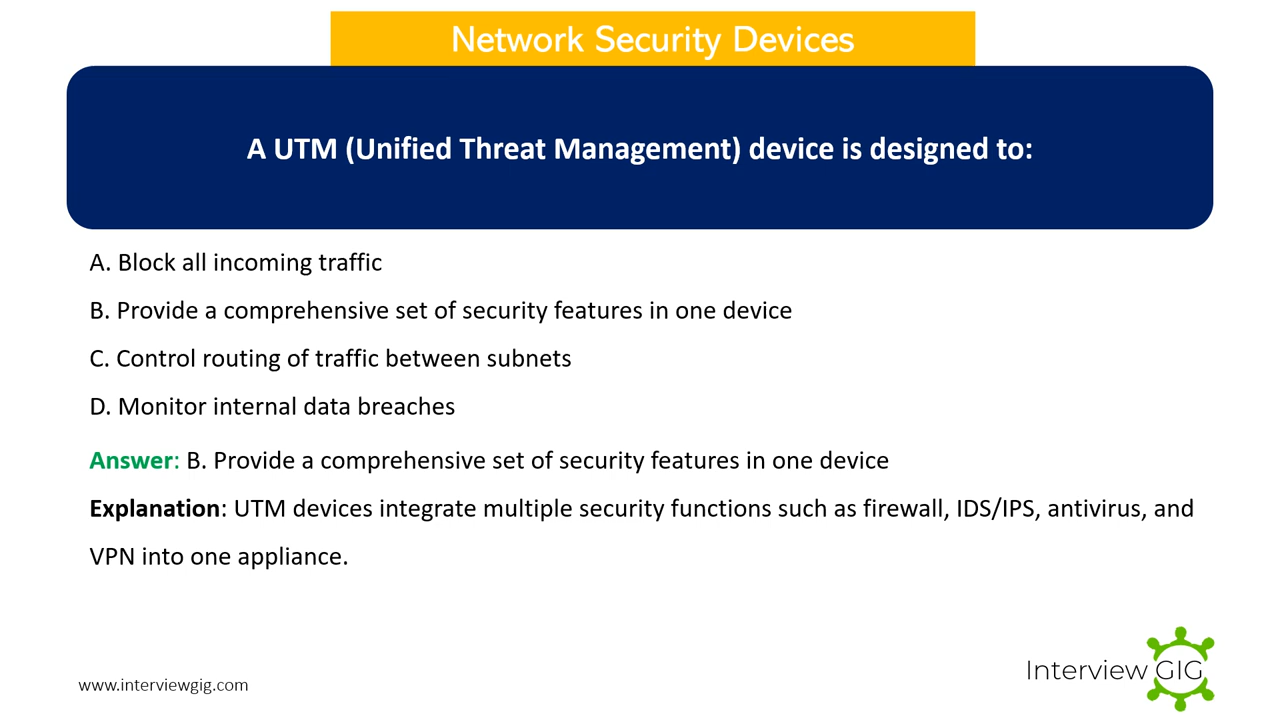 Network Security Devices
A UTM (Unified Threat Management) device is designed to:
A. Block all incoming traffic
B. Provide a comprehensive set of security features in one device
C. Control routing of traffic between subnets
D. Monitor internal data breaches
Answer: B. Provide a comprehensive set of security features in one device
Explanation: UTM devices integrate multiple security functions such as firewall, IDS/IPS, antivirus, and
VPN into one appliance.
www.interviewgig.com
Interview GIG